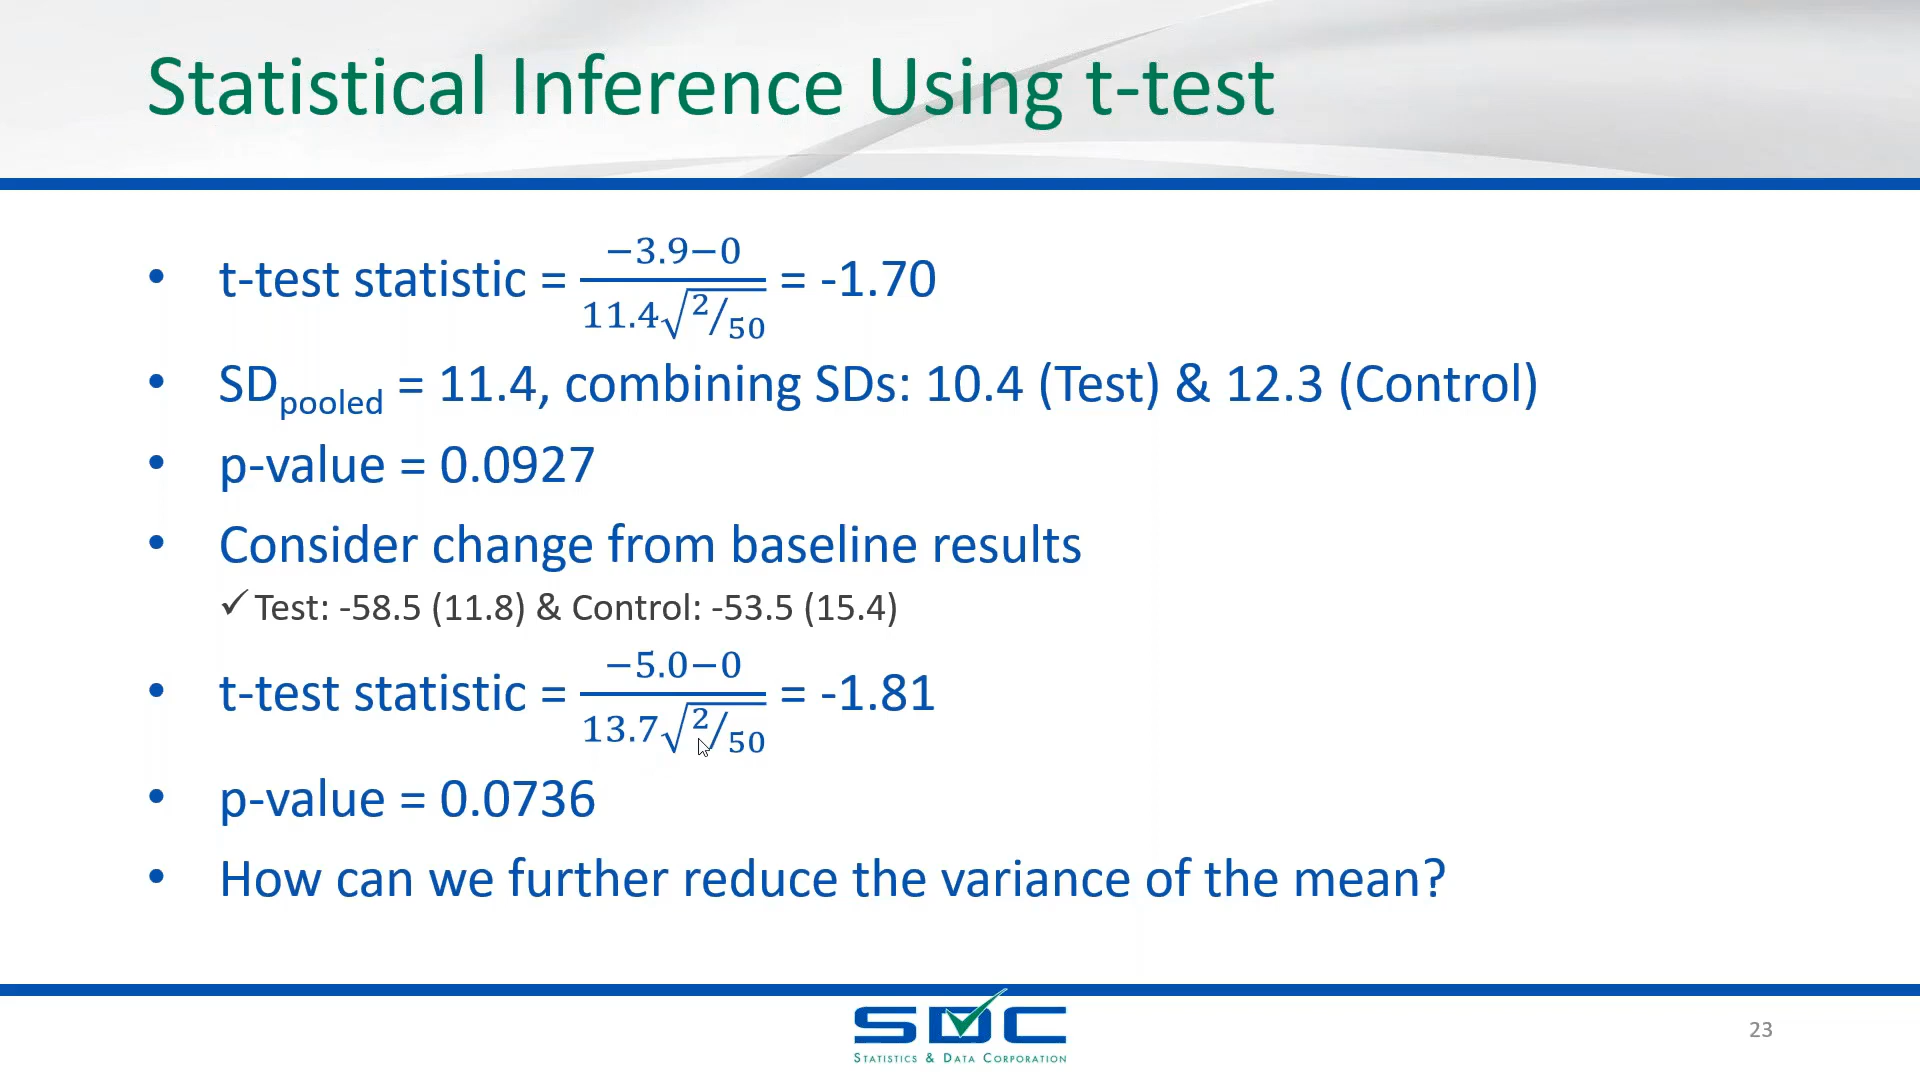 Statistical Inference Using t-test
• t-test statistic = −3.9−0 / 11.4√2/50 = -1.70
• SDpooled = 11.4, combining SDs: 10.4 (Test) & 12.3 (Control)
• p-value = 0.0927
• Consider change from baseline results
✓ Test: -58.5 (11.8) & Control: -53.5 (15.4)
• t-test statistic = −5.0−0 / 13.7√2/50 = -1.81
• p-value = 0.0736
• How can we further reduce the variance of the mean?
SDC
STATISTICS & DATA CORPORATION
23